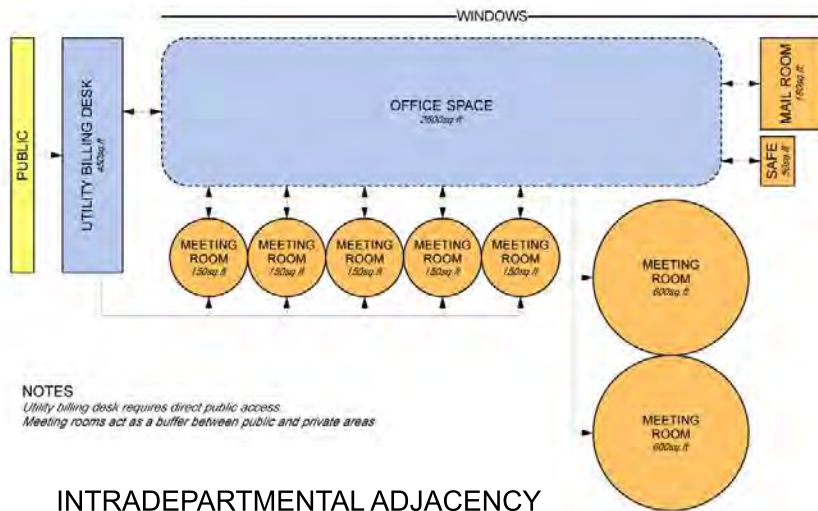 WINDOWS
PUBLIC
UTILITY BILLING DESK
450sq.ft
OFFICE SPACE
2600sq.ft
MAIL ROOM
150sq.ft
SAFE
50sq.ft
MEETING
ROOM
150sq.ft
MEETING
ROOM
150sq.ft
MEETING
ROOM
150sq.ft
MEETING
ROOM
150sq.ft
MEETING
ROOM
150sq.ft
MEETING
ROOM
600sq.ft
MEETING
ROOM
600sq.ft
NOTES
Utility billing desk requires direct public access.
Meeting rooms act as a buffer between public and private areas
INTRADEPARTMENTAL ADJACENCY